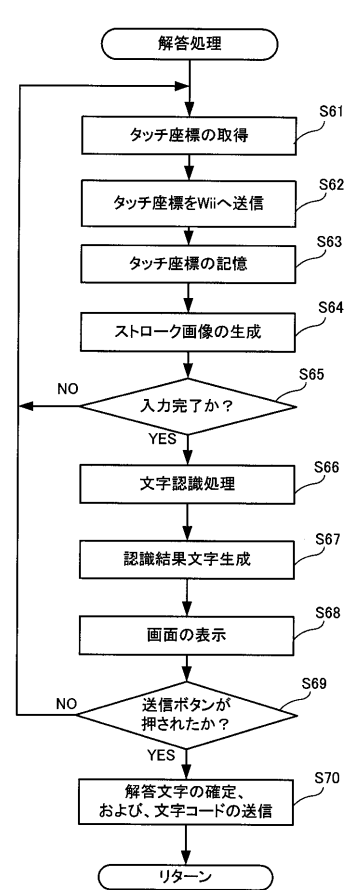 解答処理
S61
タッチ座標の取得
S62
タッチ座標をWiiへ送信
S63
タッチ座標の記憶
S64
ストローク画像の生成
S65
NO
入力完了か？
YES
S66
文字認識処理
S67
認識結果文字生成
S68
画面の表示
S69
NO
送信ボタンが
押されたか？
YES
S70
解答文字の確定、
および、文字コードの送信
リターン